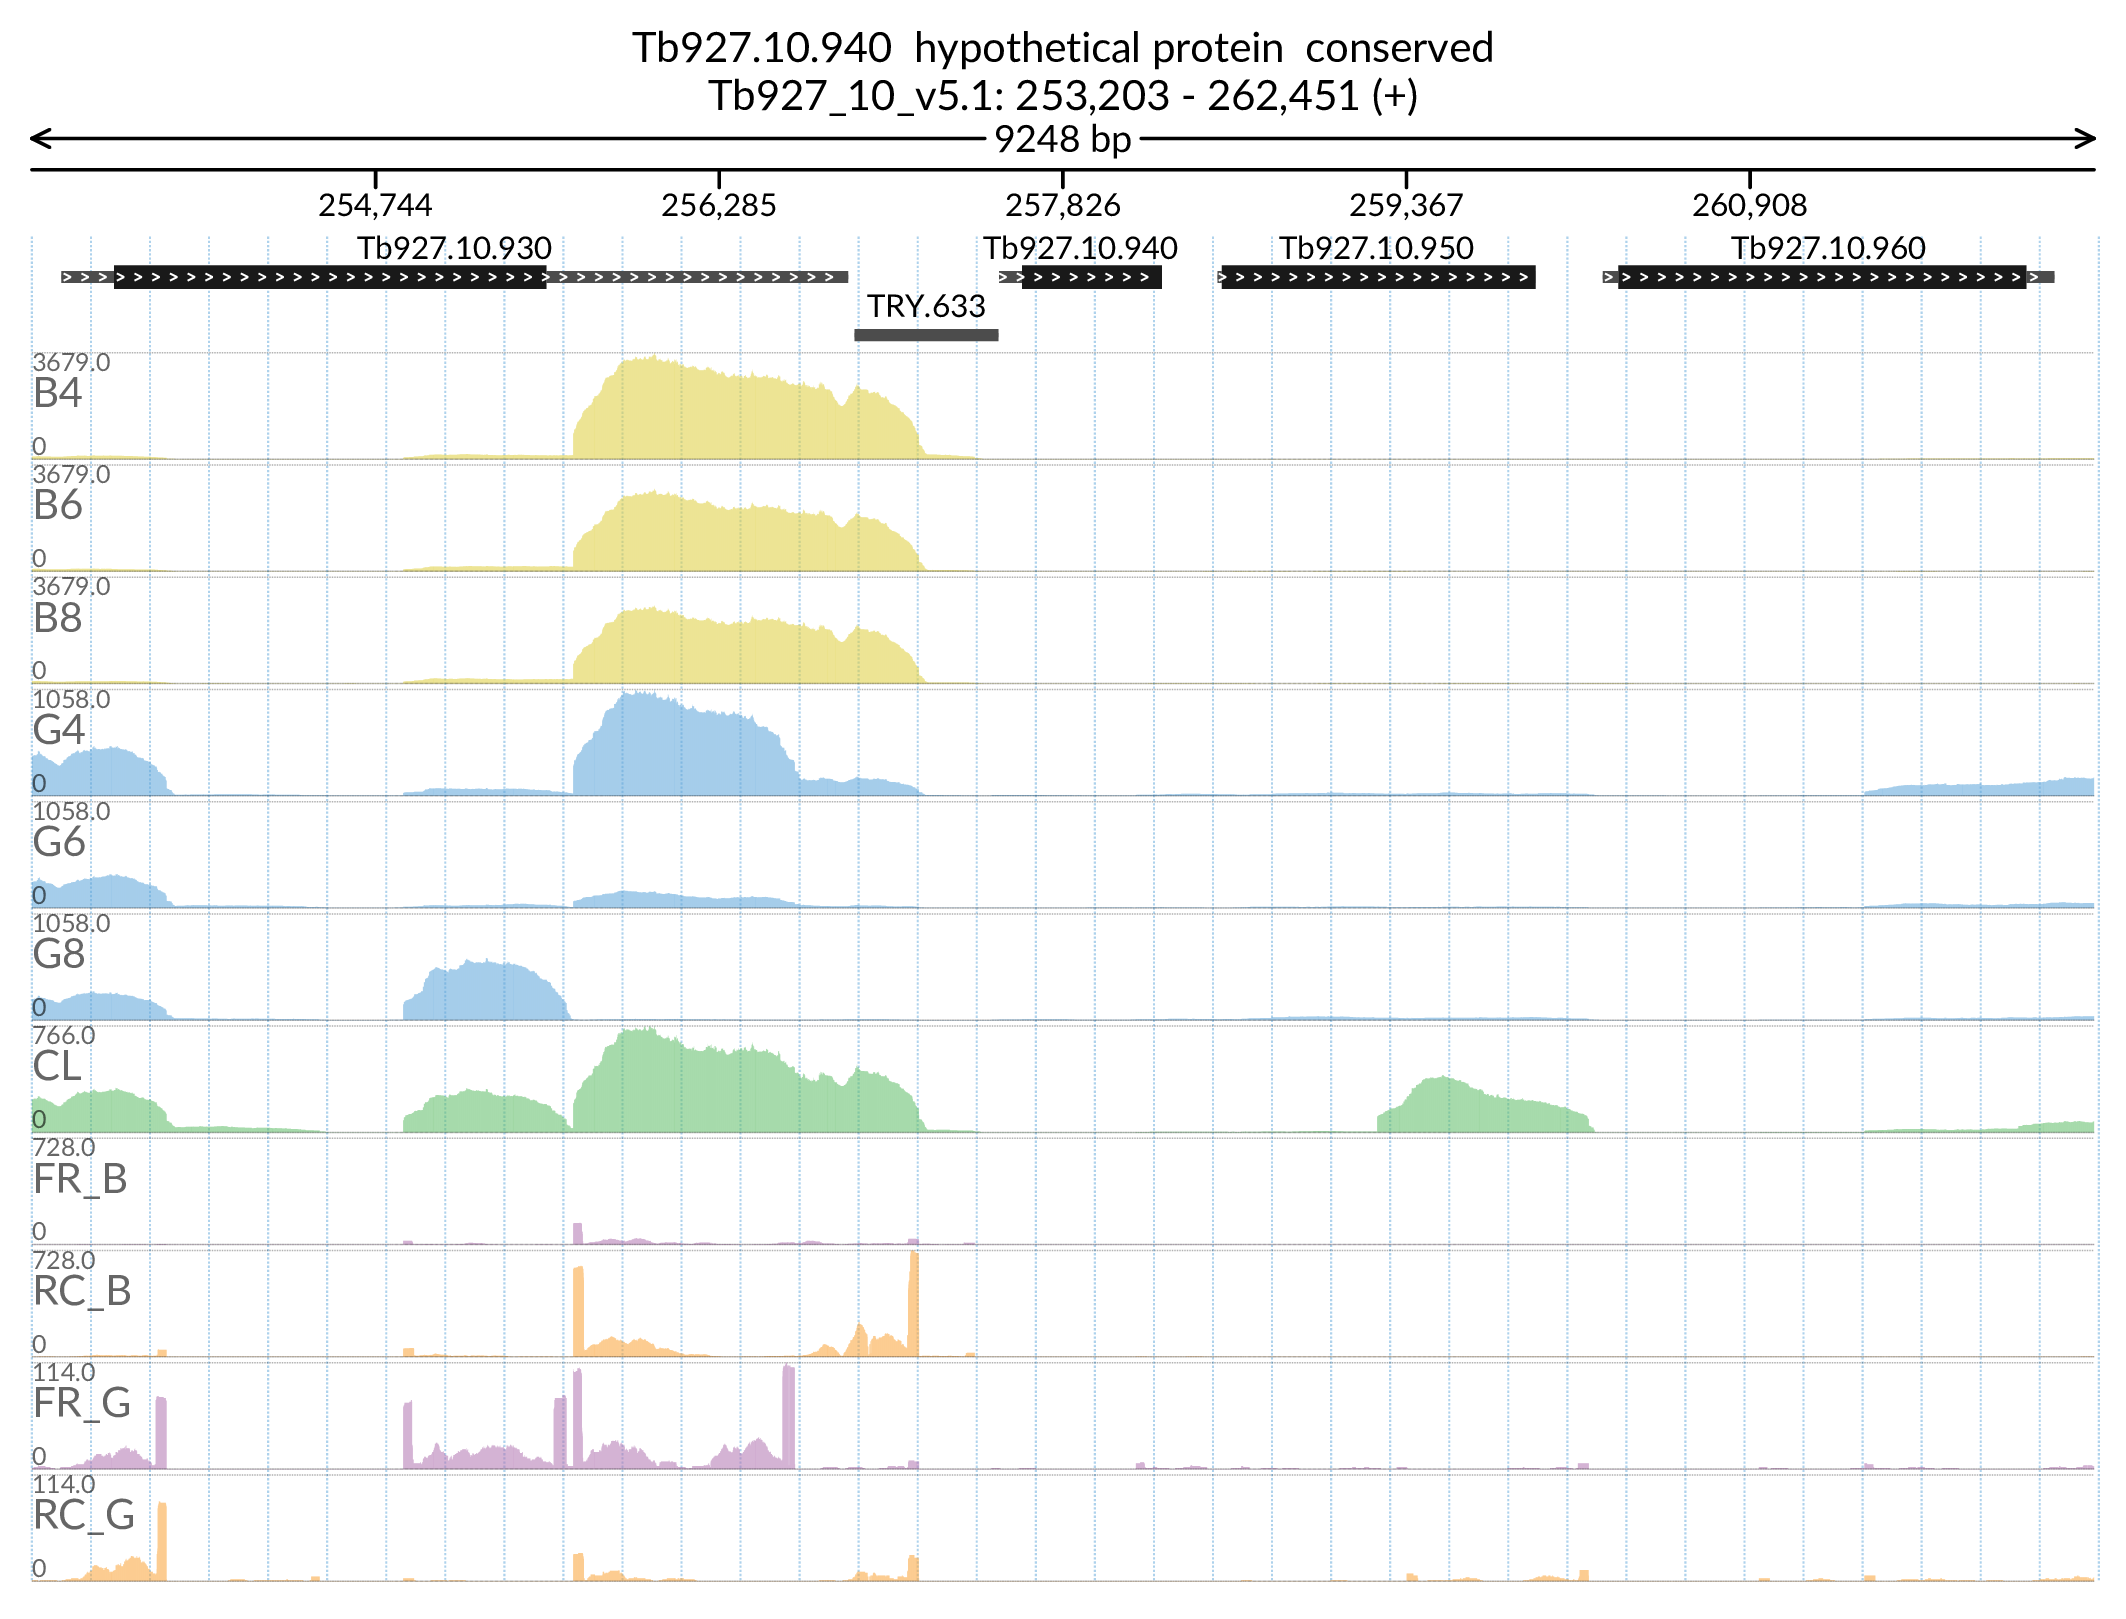 Tb927.10.940 hypothetical protein conserved
Tb927_10_v5.1: 253,203 - 262,451 (+)
9248 bp
254,744 256,285 257,826 259,367 260,908
Tb927.10.930 Tb927.10.940 Tb927.10.950 Tb927.10.960
TRY.633
3679.0
B4
0
3679.0
B6
0
3679.0
B8
0
1058.0
G4
0
1058.0
G6
0
1058.0
G8
0
766.0
CL
0
728.0
FR_B
0
728.0
RC_B
0
114.0
FR_G
0
114.0
RC_G
0